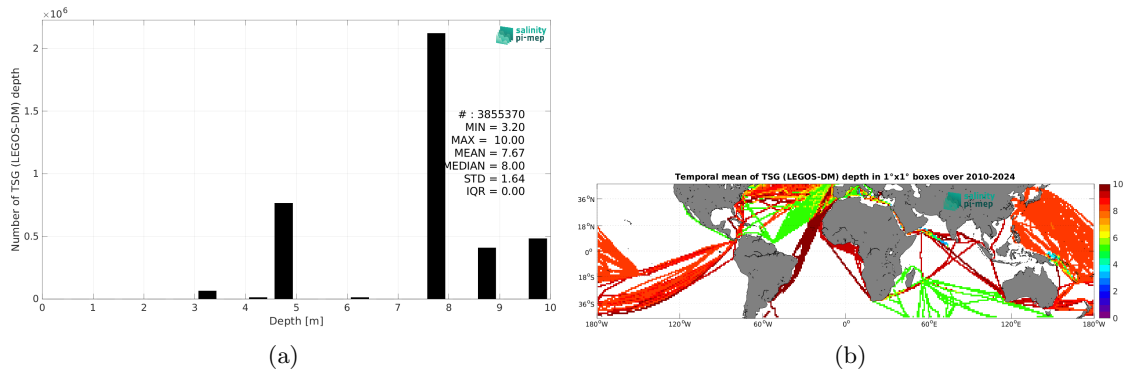 ×10⁶
2
1.5
1
0.5
0
Number of TSG (LEGOS-DM) depth
salinity
pi-mep
# : 3855370
MIN = 3.20
MAX = 10.00
MEAN = 7.67
MEDIAN = 8.00
STD = 1.64
IQR = 0.00
0 1 2 3 4 5 6 7 8 9 10
Depth [m]
(a)
Temporal mean of TSG (LEGOS-DM) depth in 1°x1° boxes over 2010-2024
salinity
pi-mep
36°N
18°N
0°
18°S
36°S
180°W 120°W 60°W 0° 60°E 120°E 180°W
10
8
6
4
2
0
(b)